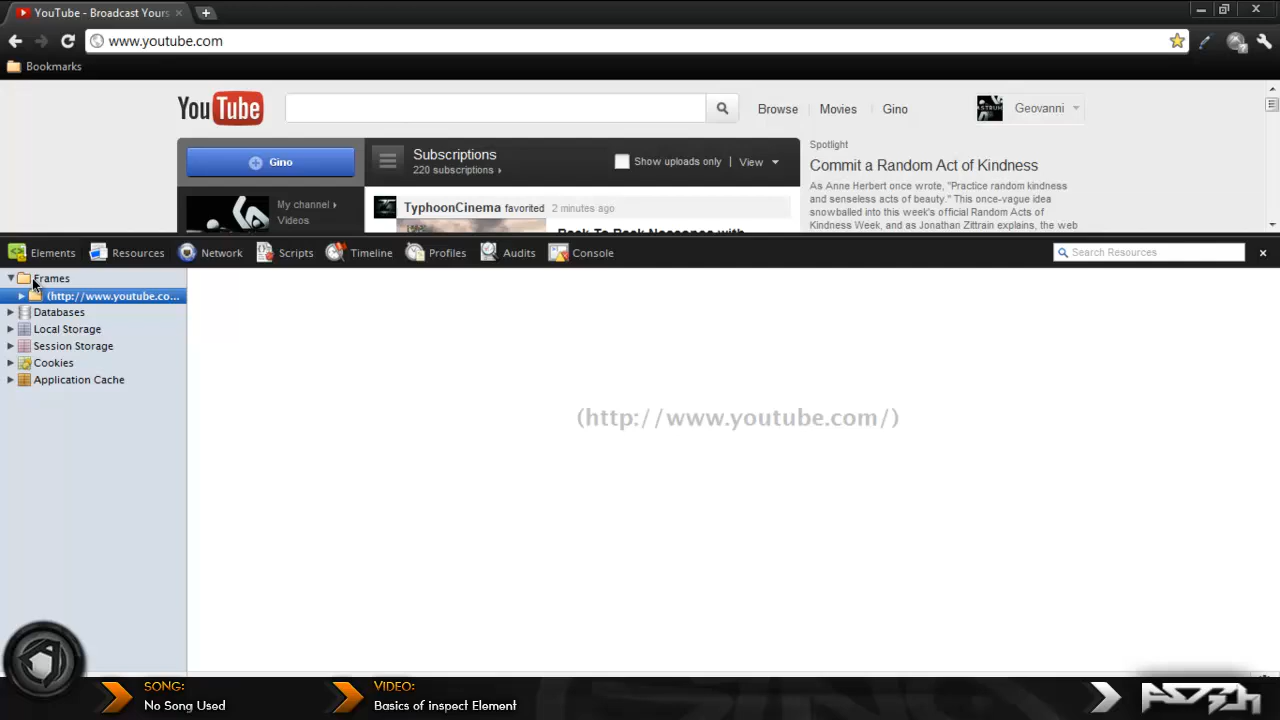 YouTube - Broadcast Yours
www.youtube.com
Bookmarks
YouTube
Browse
Movies
Gino
Geovanni
Gino
Subscriptions
220 subscriptions ›
Show uploads only
View
Spotlight
Commit a Random Act of Kindness
As Anne Herbert once wrote, "Practice random kindness
and senseless acts of beauty." This once-vague idea
snowballed into this week's official Random Acts of
Kindness Week, and as Jonathan Zittrain explains, the web
My channel ›
Videos
TyphoonCinema favorited 2 minutes ago
Elements
Resources
Network
Scripts
Timeline
Profiles
Audits
Console
Search Resources
Frames
(http://www.youtube.co...
Databases
Local Storage
Session Storage
Cookies
Application Cache
(http://www.youtube.com/)
SONG:
No Song Used
VIDEO:
Basics of inspect Element